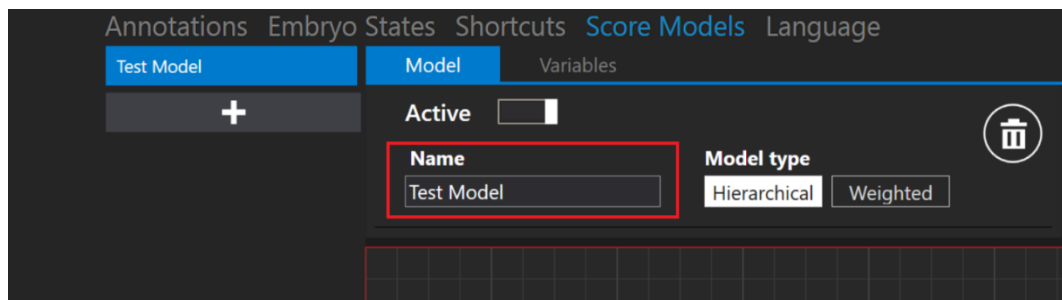 Annotations Embryo States Shortcuts Score Models Language
Test Model
Model Variables
+
Active
Name
Test Model
Model type
Hierarchical Weighted